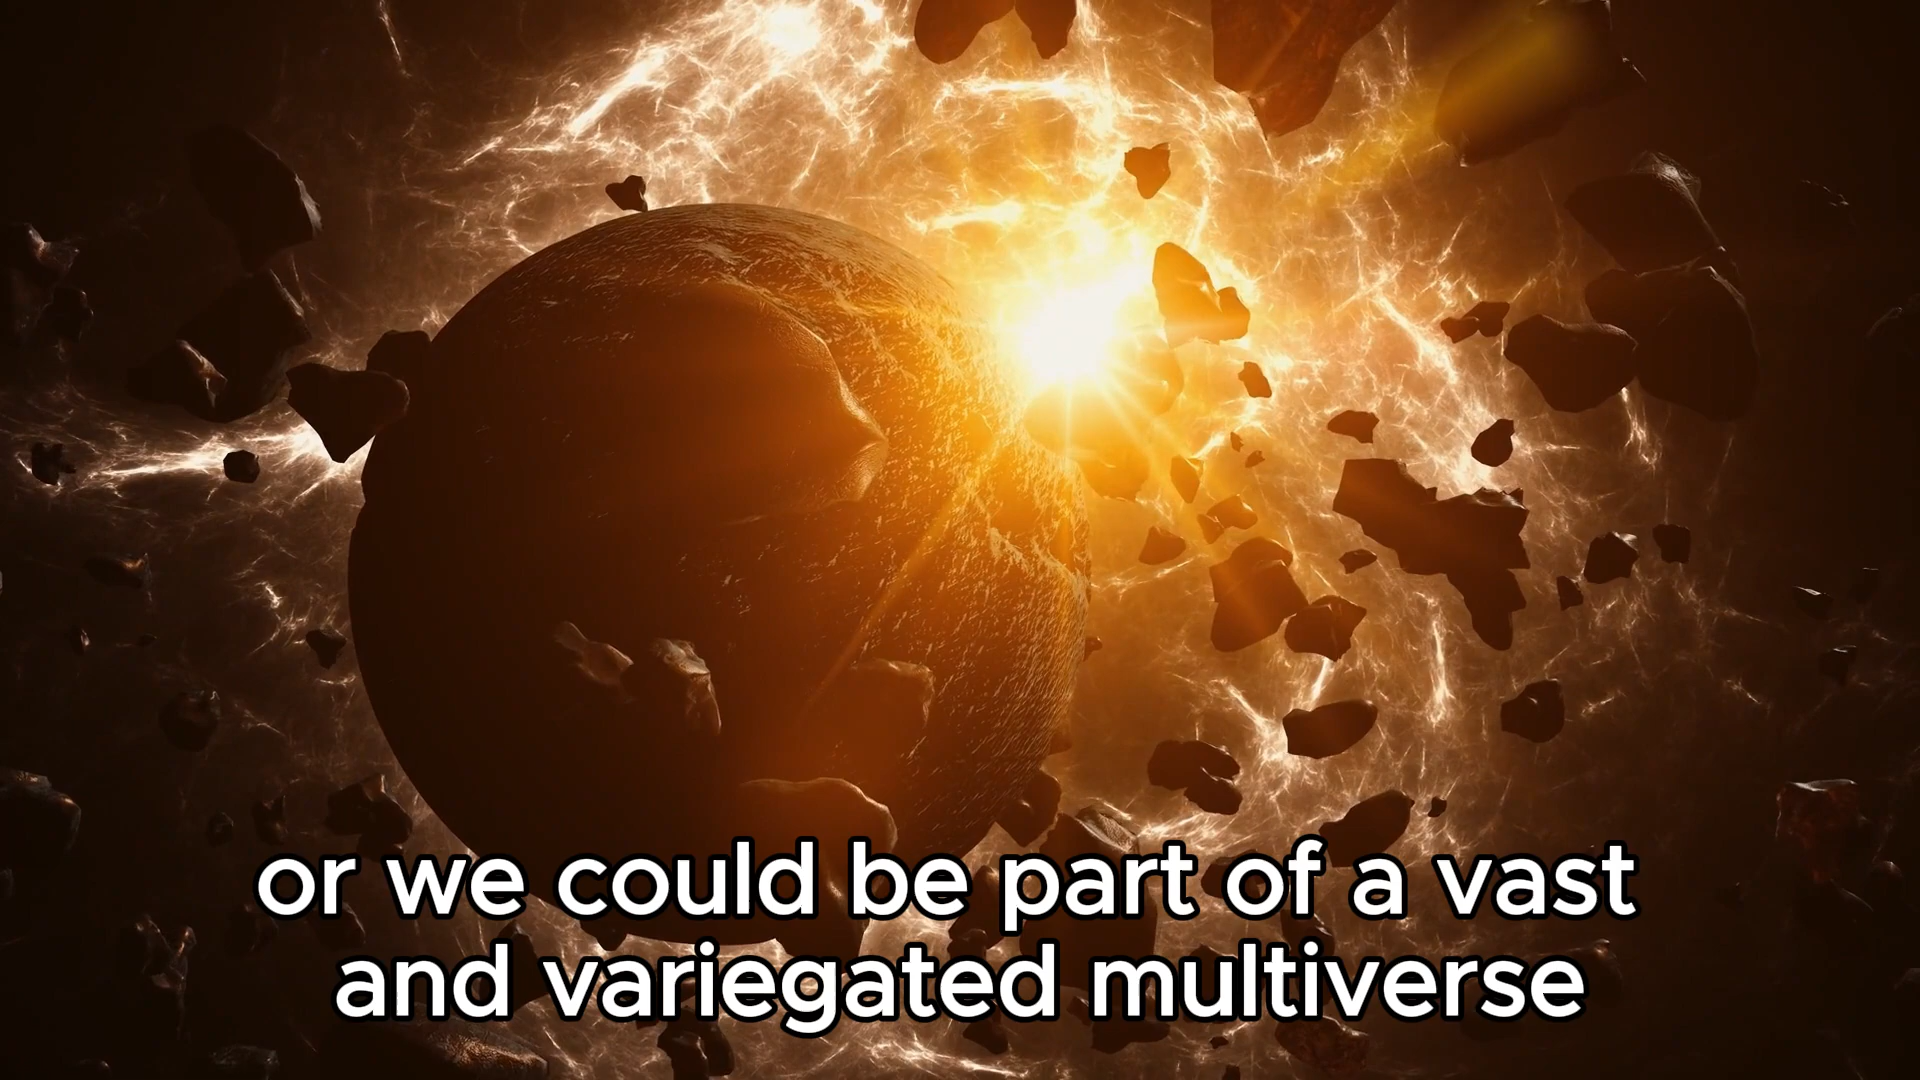 or we could be part of a vast
and variegated multiverse